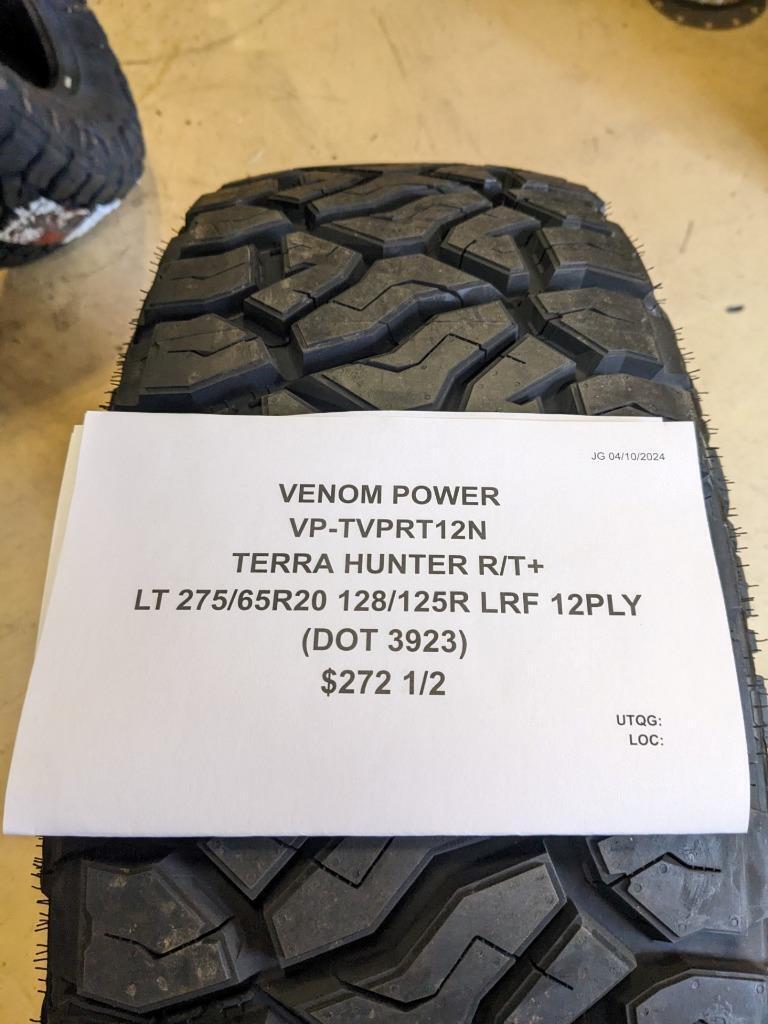 JG 04/10/2024
VENOM POWER
VP-TVPRT12N
TERRA HUNTER R/T+
LT 275/65R20 128/125R LRF 12PLY
(DOT 3923)
$272 1/2
UTQG:
LOC: